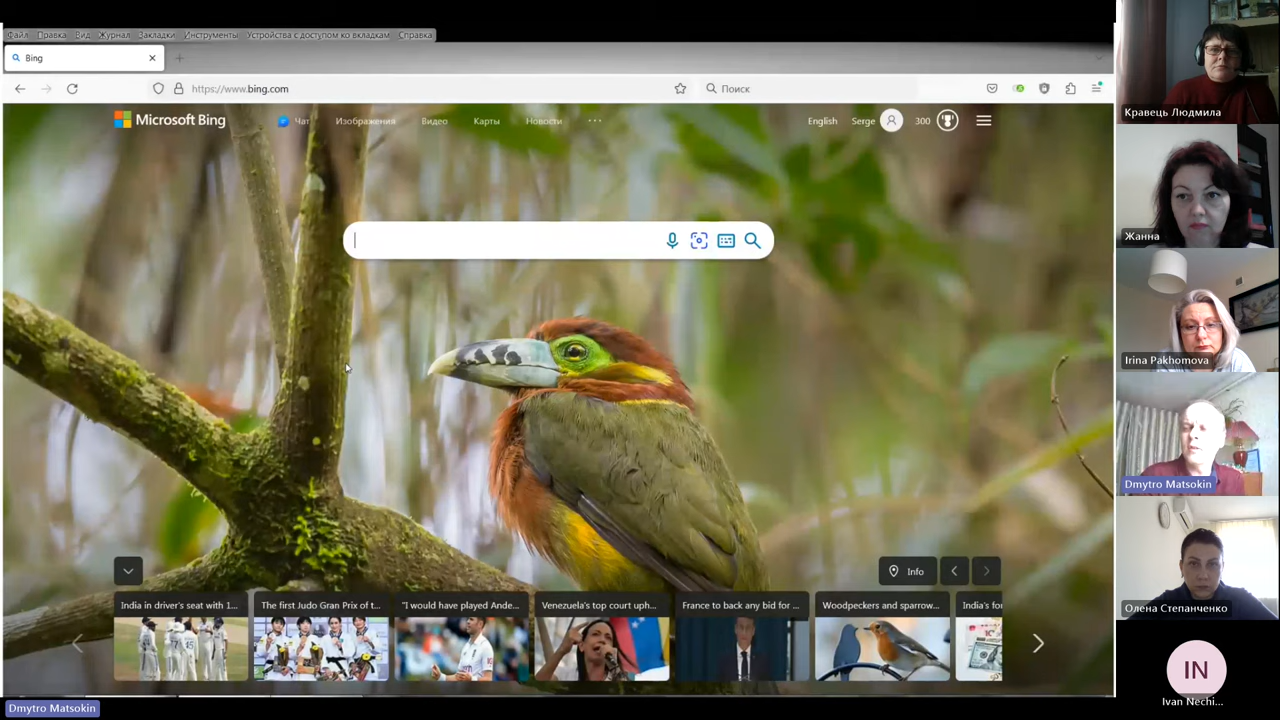 Файл Правка Вид Журнал Закладки Инструменты Устройства с доступом ко вкладкам Справка
Bing
https://www.bing.com
Поиск
Microsoft Bing
Чат Изображения Видео Карты Новости
English Serge 300
Info
India in driver's seat with 1...
The first Judo Gran Prix of t...
"I would have played Ande...
Venezuela's top court uph...
France to back any bid for ...
Woodpeckers and sparrow...
India's for
Кравець Людмила
Жанна
Irina Pakhomova
Dmytro Matsokin
Олена Степанченко
IN
Ivan Nechi...
Dmytro Matsokin